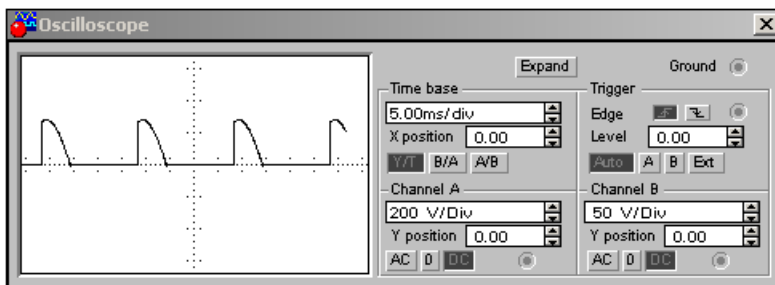 Oscilloscope
Expand
Ground
Time base
5.00ms/div
X position 0.00
Y/T B/A A/B
Trigger
Edge
Level 0.00
Auto A B Ext
Channel A
200 V/Div
Y position 0.00
AC 0 DC
Channel B
50 V/Div
Y position 0.00
AC 0 DC